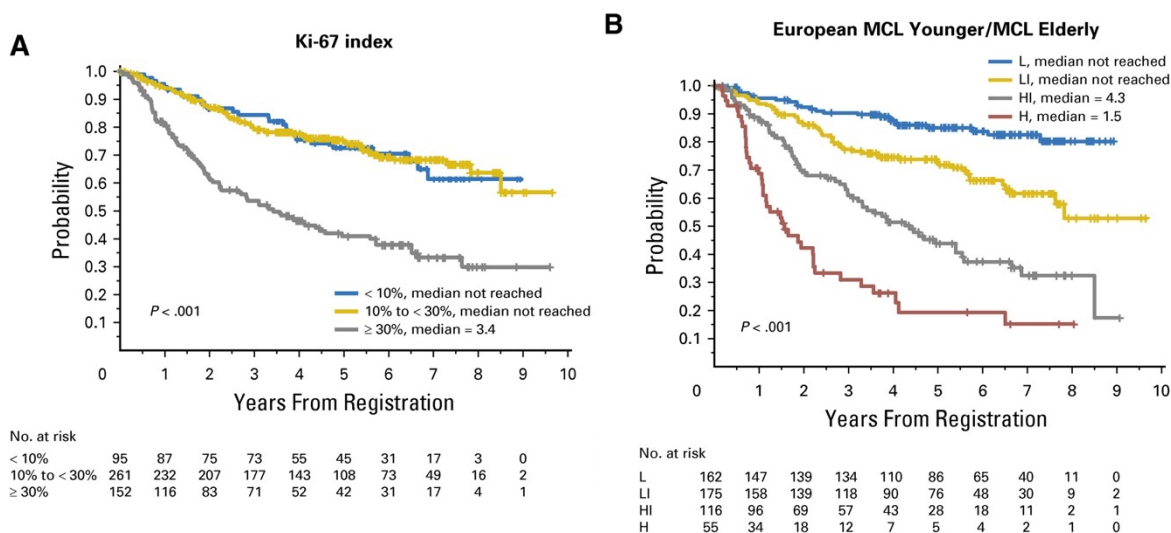 A
Ki-67 index
Probability
1.0
0.9
0.8
0.7
0.6
0.5
0.4
0.3
0.2
0.1
P < .001
< 10%, median not reached
10% to < 30%, median not reached
≥ 30%, median = 3.4
0 1 2 3 4 5 6 7 8 9 10
Years From Registration
No. at risk
< 10% 95 87 75 73 55 45 31 17 3 0
10% to < 30% 261 232 207 177 143 108 73 49 16 2
≥ 30% 152 116 83 71 52 42 31 17 4 1
B
European MCL Younger/MCL Elderly
L, median not reached
LI, median not reached
HI, median = 4.3
H, median = 1.5
Probability
1.0
0.9
0.8
0.7
0.6
0.5
0.4
0.3
0.2
0.1
P < .001
0 1 2 3 4 5 6 7 8 9 10
Years From Registration
No. at risk
L 162 147 139 134 110 86 65 40 11 0
LI 175 158 139 118 90 76 48 30 9 2
HI 116 96 69 57 43 28 18 11 2 1
H 55 34 18 12 7 5 4 2 1 0